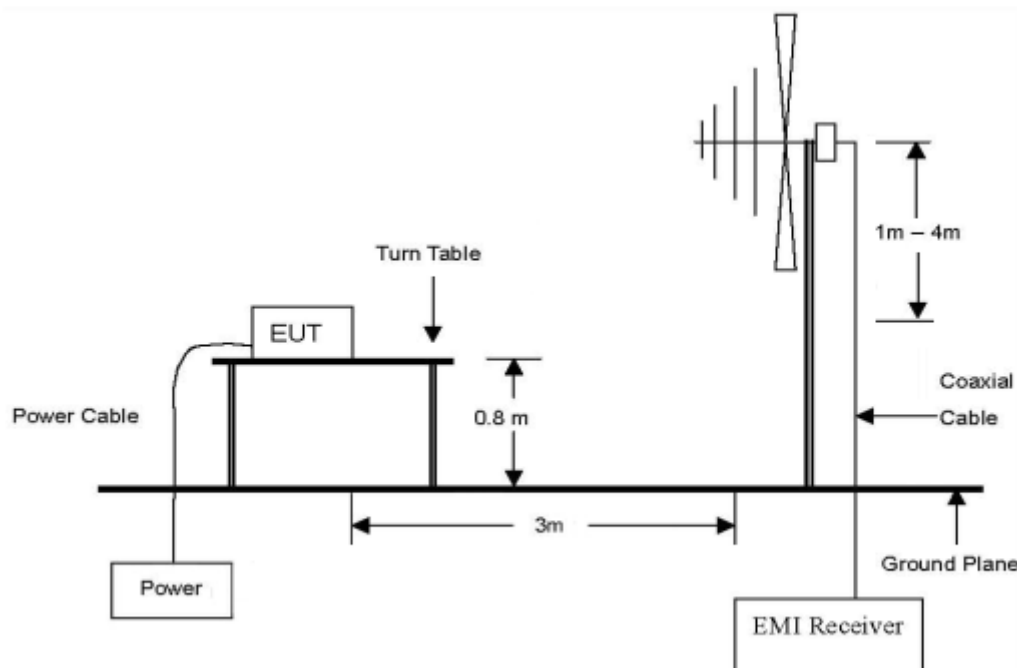 1m – 4m
Turn Table
EUT
Coaxial
Cable
Power Cable
0.8 m
3m
Ground Plane
Power
EMI Receiver